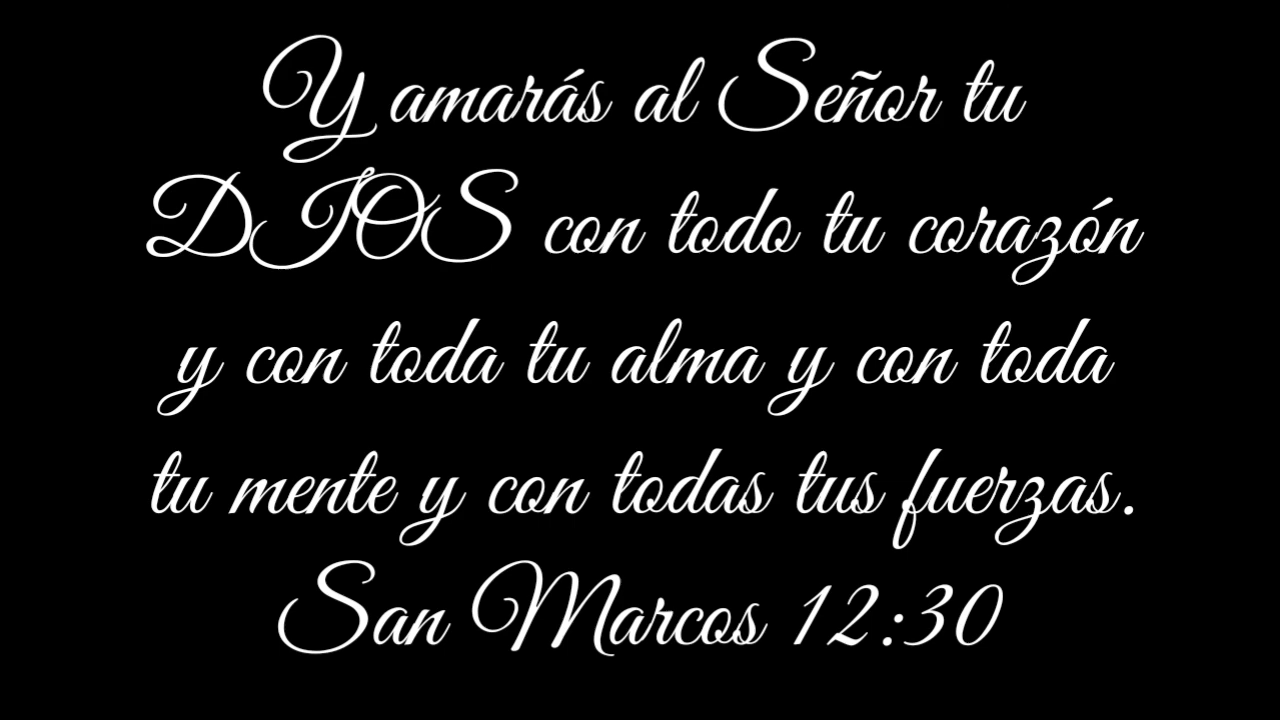 Y amarás al Señor tu
DIOS con todo tu corazón
y con toda tu alma y con toda
tu mente y con todas tus fuerzas.
San Marcos 12:30